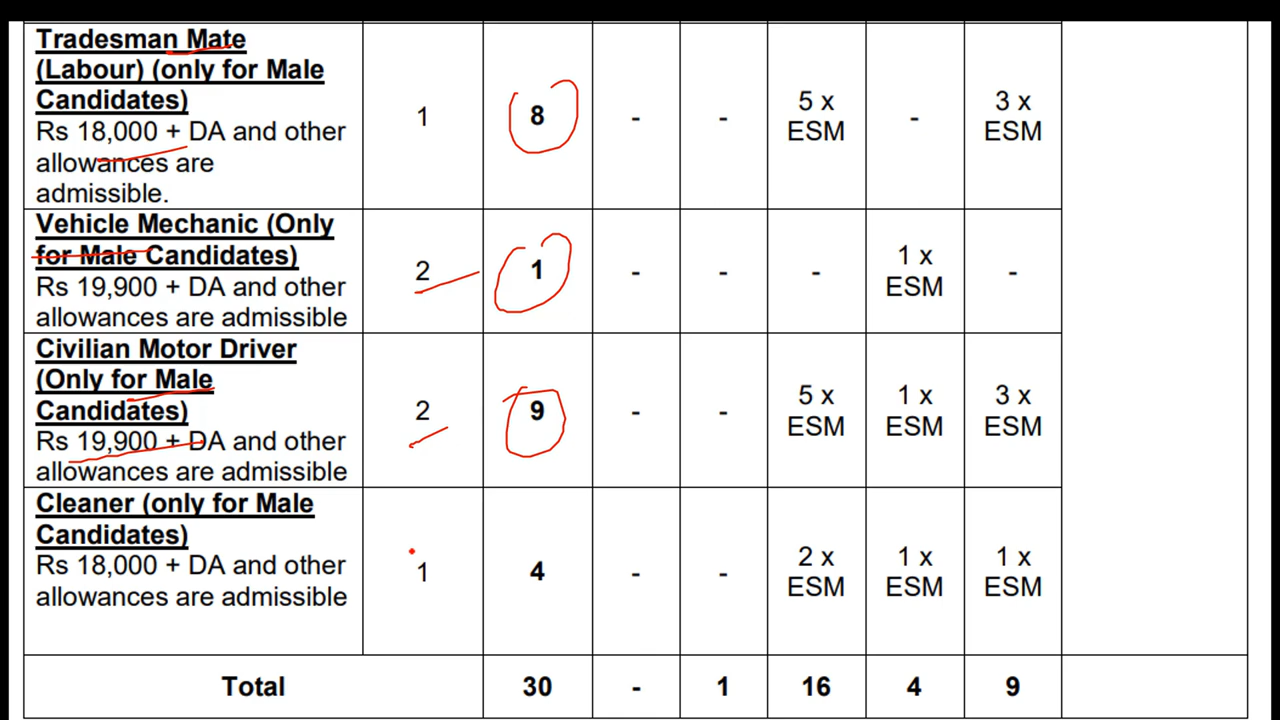 Tradesman Mate
(Labour) (only for Male
Candidates)
Rs 18,000 + DA and other
allowances are
admissible.
1
8
-
-
5 x
ESM
-
3 x
ESM
Vehicle Mechanic (Only
for Male Candidates)
Rs 19,900 + DA and other
allowances are admissible
2
1
-
-
-
1 x
ESM
-
Civilian Motor Driver
(Only for Male
Candidates)
Rs 19,900 + DA and other
allowances are admissible
2
9
-
-
5 x
ESM
1 x
ESM
3 x
ESM
Cleaner (only for Male
Candidates)
Rs 18,000 + DA and other
allowances are admissible
1
4
-
-
2 x
ESM
1 x
ESM
1 x
ESM
Total
30
-
1
16
4
9